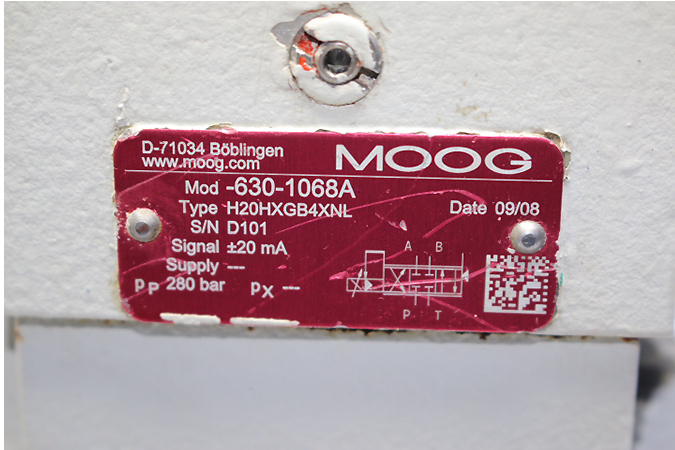 D-71034 Böblingen
www.moog.com
MOOG
Mod -630-1068A
Type H20HXGB4XNL Date 09/08
S/N D101
Signal ±20 mA
Supply ---
pP 280 bar pX ---
A B
P T